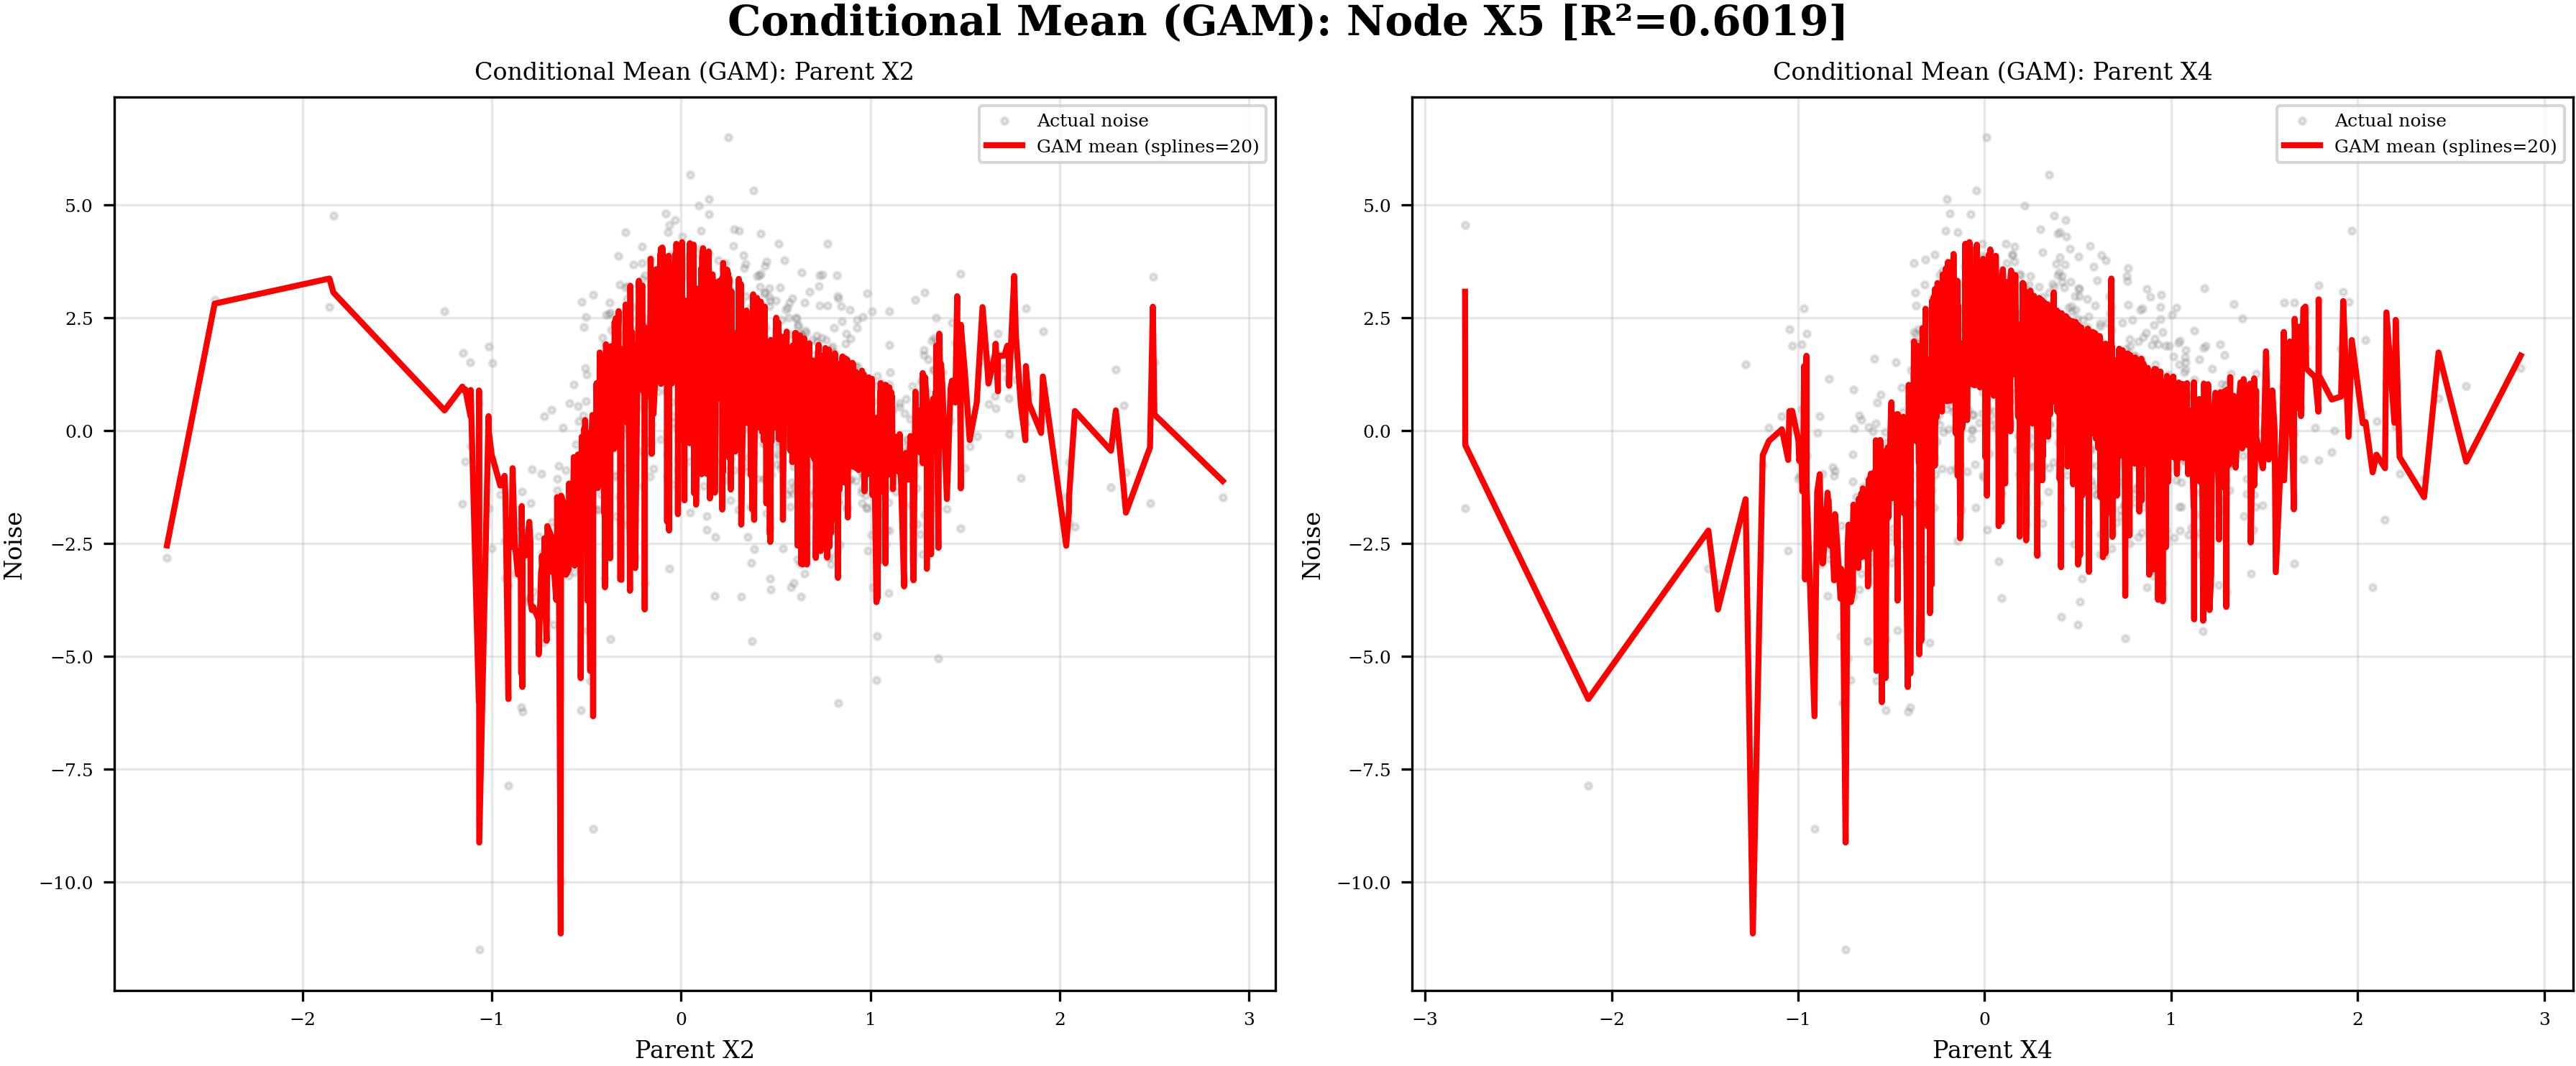 Conditional Mean (GAM): Node X5 [R²=0.6019]
Conditional Mean (GAM): Parent X2
Actual noise
GAM mean (splines=20)
Noise
5.0
2.5
0.0
−2.5
−5.0
−7.5
−10.0
−2
−1
0
1
2
3
Parent X2
Conditional Mean (GAM): Parent X4
Actual noise
GAM mean (splines=20)
Noise
5.0
2.5
0.0
−2.5
−5.0
−7.5
−10.0
−3
−2
−1
0
1
2
3
Parent X4